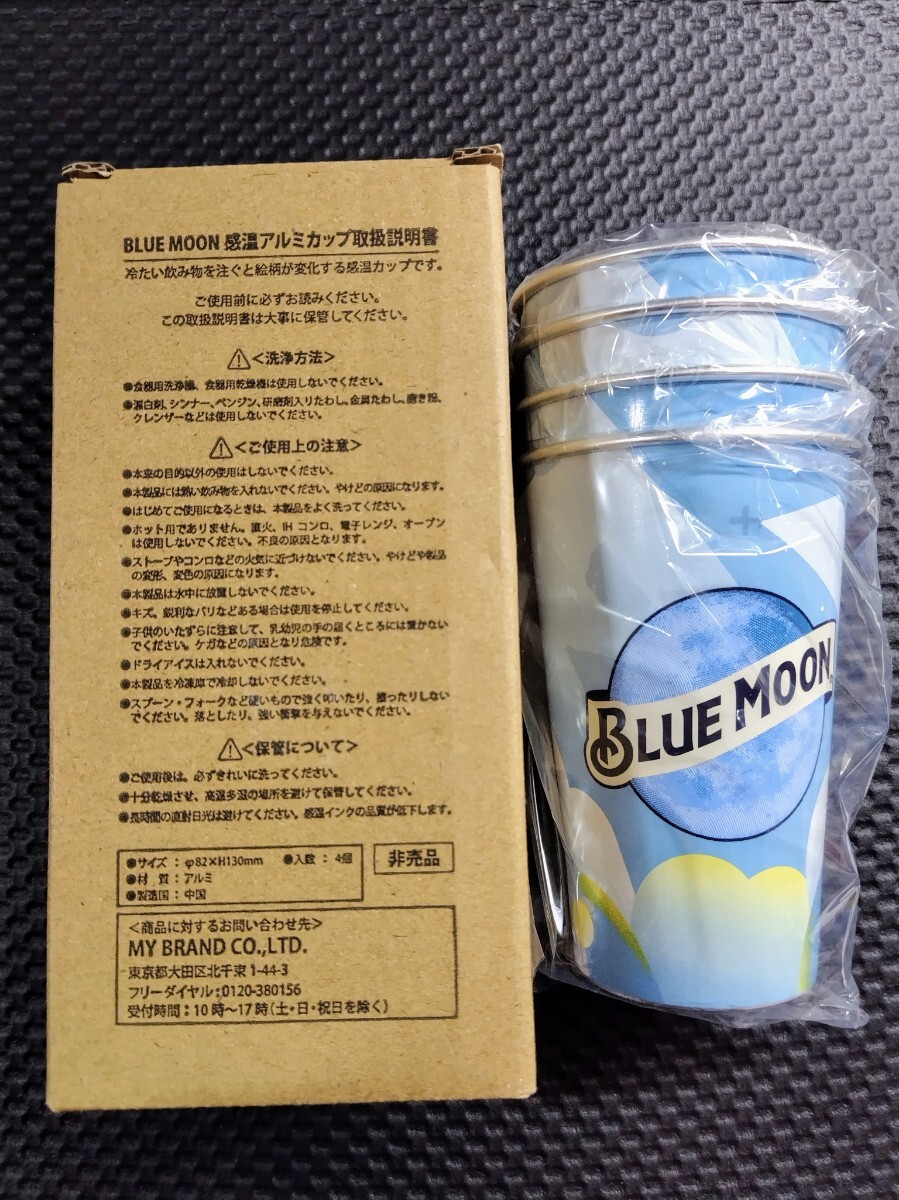 BLUE MOON 感温アルミカップ取扱説明書
冷たい飲み物を注ぐと絵柄が変化する感温カップです。
ご使用前に必ずお読みください。
この取扱説明書は大事に保管してください。
⚠<洗浄方法>
●食器用洗浄機、食器用乾燥機は使用しないでください。
●漂白剤、シンナー、ベンジン、研磨剤入りたわし、金属たわし、磨き粉、
クレンザーなどは使用しないでください。
⚠<ご使用上の注意>
●本来の目的以外の使用はしないでください。
●本製品には熱い飲み物を入れないでください。やけどの原因になります。
●はじめてご使用になるときは、本製品をよく洗ってください。
●ホット用でありません。直火、IH コンロ、電子レンジ、オーブン
は使用しないでください。不良の原因となります。
●ストーブやコンロなどの火気に近づけないでください。やけどや製品
の変形、変色の原因になります。
●本製品は水中に放置しないでください。
●キズ、鋭利なバリなどある場合は使用を停止してください。
●子供のいたずらに注意して、乳幼児の手の届くところには置かない
でください。ケガなどの原因となり危険です。
●ドライアイスは入れないでください。
●本製品を冷凍庫で冷却しないでください。
●スプーン・フォークなど硬いもので強く叩いたり、擦ったりしない
でください。落としたり、強い衝撃を与えないでください。
⚠<保管について>
●ご使用後は、必ずきれいに洗ってください。
●十分乾燥させ、高温多湿の場所を避けて保管してください。
●長時間の直射日光は避けてください。感温インクの品質が低下します。
●サイズ：φ82×H130mm ●入数：4個
●材 質：アルミ
●製造国：中国
非売品
<商品に対するお問い合わせ先>
MY BRAND CO.,LTD.
東京都大田区北千束1-44-3
フリーダイヤル:0120-380156
受付時間：10時～17時(土・日・祝日を除く)
BLUE MOON